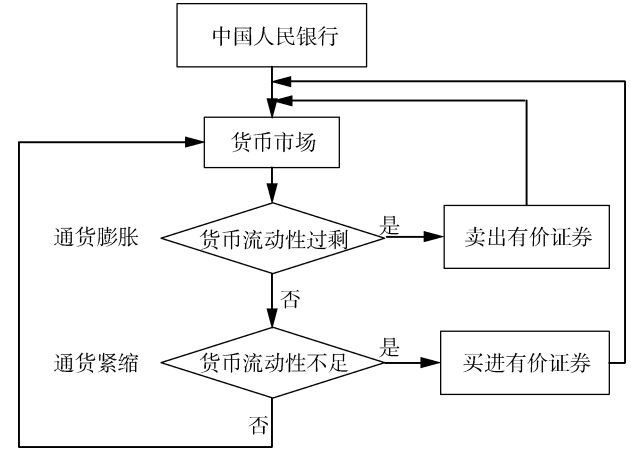 中国人民银行
货币市场
通货膨胀
货币流动性过剩
是
卖出有价证券
否
通货紧缩
货币流动性不足
是
买进有价证券
否